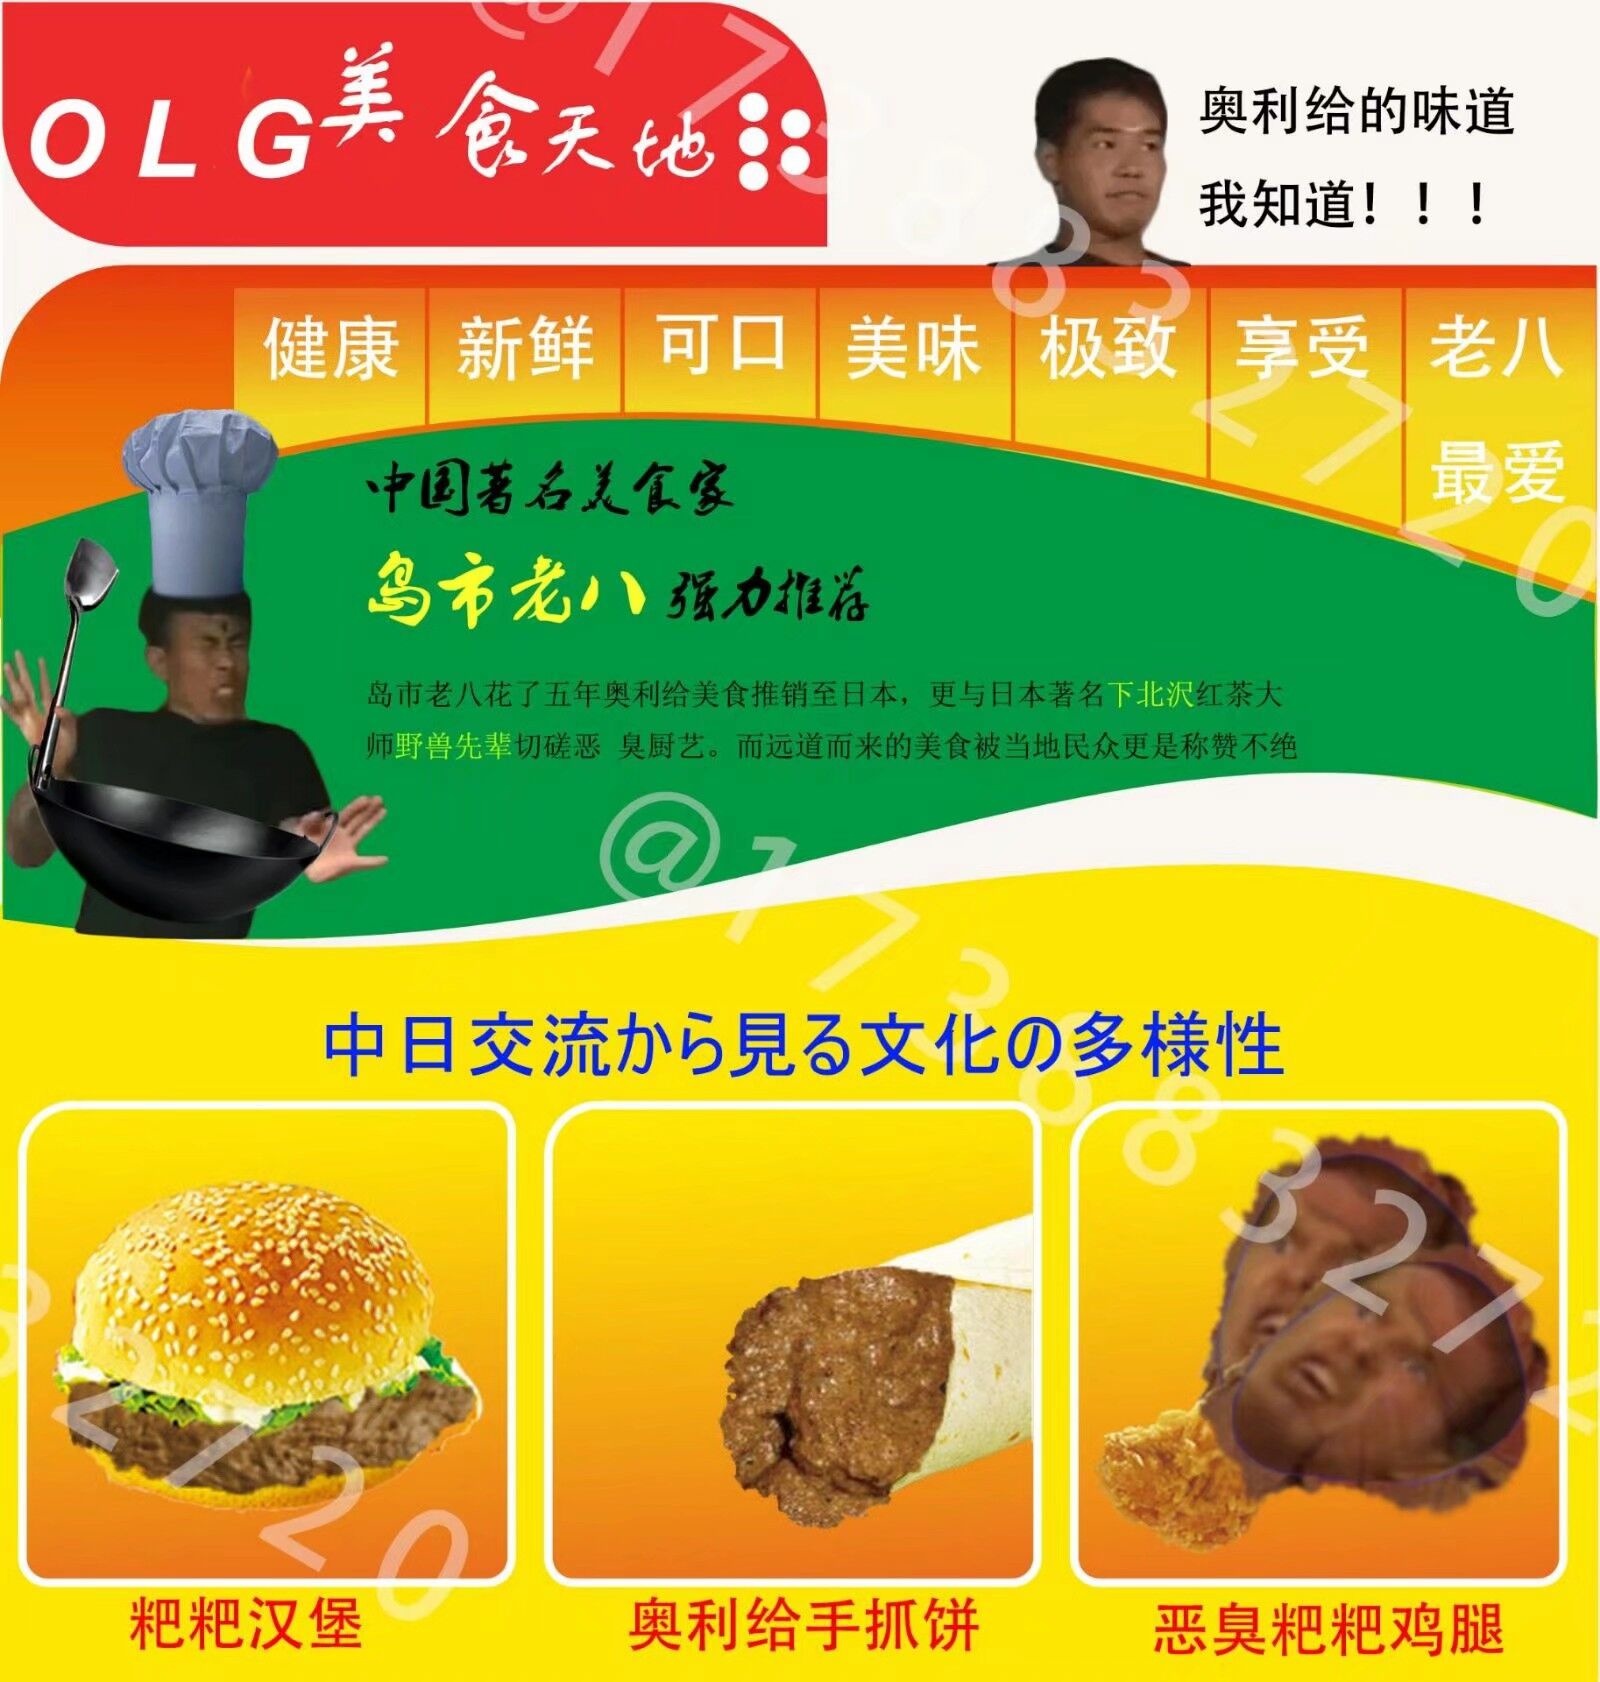 OLG美食天地
奥利给的味道
我知道！！！
健康 新鲜 可口 美味 极致 享受 老八
最爱
中国著名美食家
岛市老八 强力推荐
岛市老八花了五年奥利给美食推销至日本，更与日本著名下北沢红茶大
师野兽先辈切磋恶 臭厨艺。而远道而来的美食被当地民众更是称赞不绝
中日交流から見る文化の多様性
粑粑汉堡
奥利给手抓饼
恶臭粑粑鸡腿
@17388832720
@17388832720